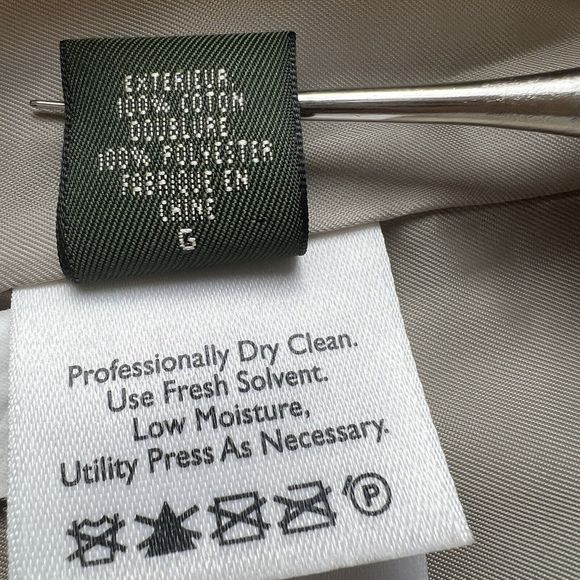 EXTERIEUR
100% COTON
DOUBLURE
100% POLYESTER
FABRIQUE EN
CHINE
G
Professionally Dry Clean.
Use Fresh Solvent.
Low Moisture,
Utility Press As Necessary.
P